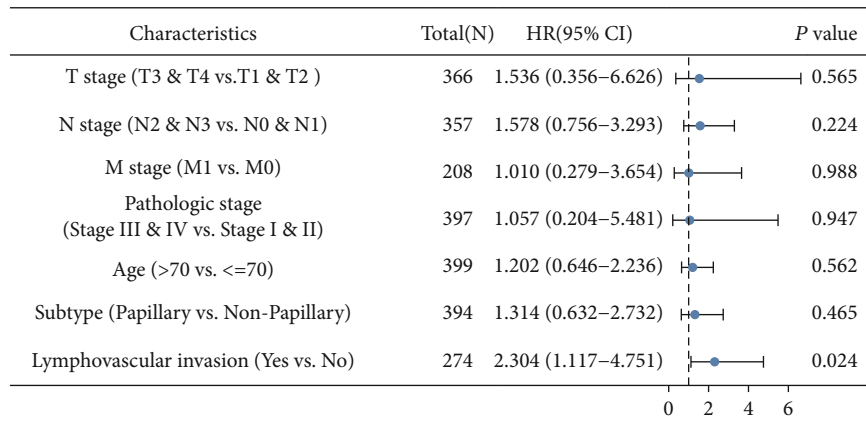 Characteristics Total(N) HR(95% CI) P value
T stage (T3 & T4 vs.T1 & T2 ) 366 1.536 (0.356−6.626) 0.565
N stage (N2 & N3 vs. N0 & N1) 357 1.578 (0.756−3.293) 0.224
M stage (M1 vs. M0) 208 1.010 (0.279−3.654) 0.988
Pathologic stage
(Stage III & IV vs. Stage I & II) 397 1.057 (0.204−5.481) 0.947
Age (>70 vs. <=70) 399 1.202 (0.646−2.236) 0.562
Subtype (Papillary vs. Non-Papillary) 394 1.314 (0.632−2.732) 0.465
Lymphovascular invasion (Yes vs. No) 274 2.304 (1.117−4.751) 0.024
0 2 4 6